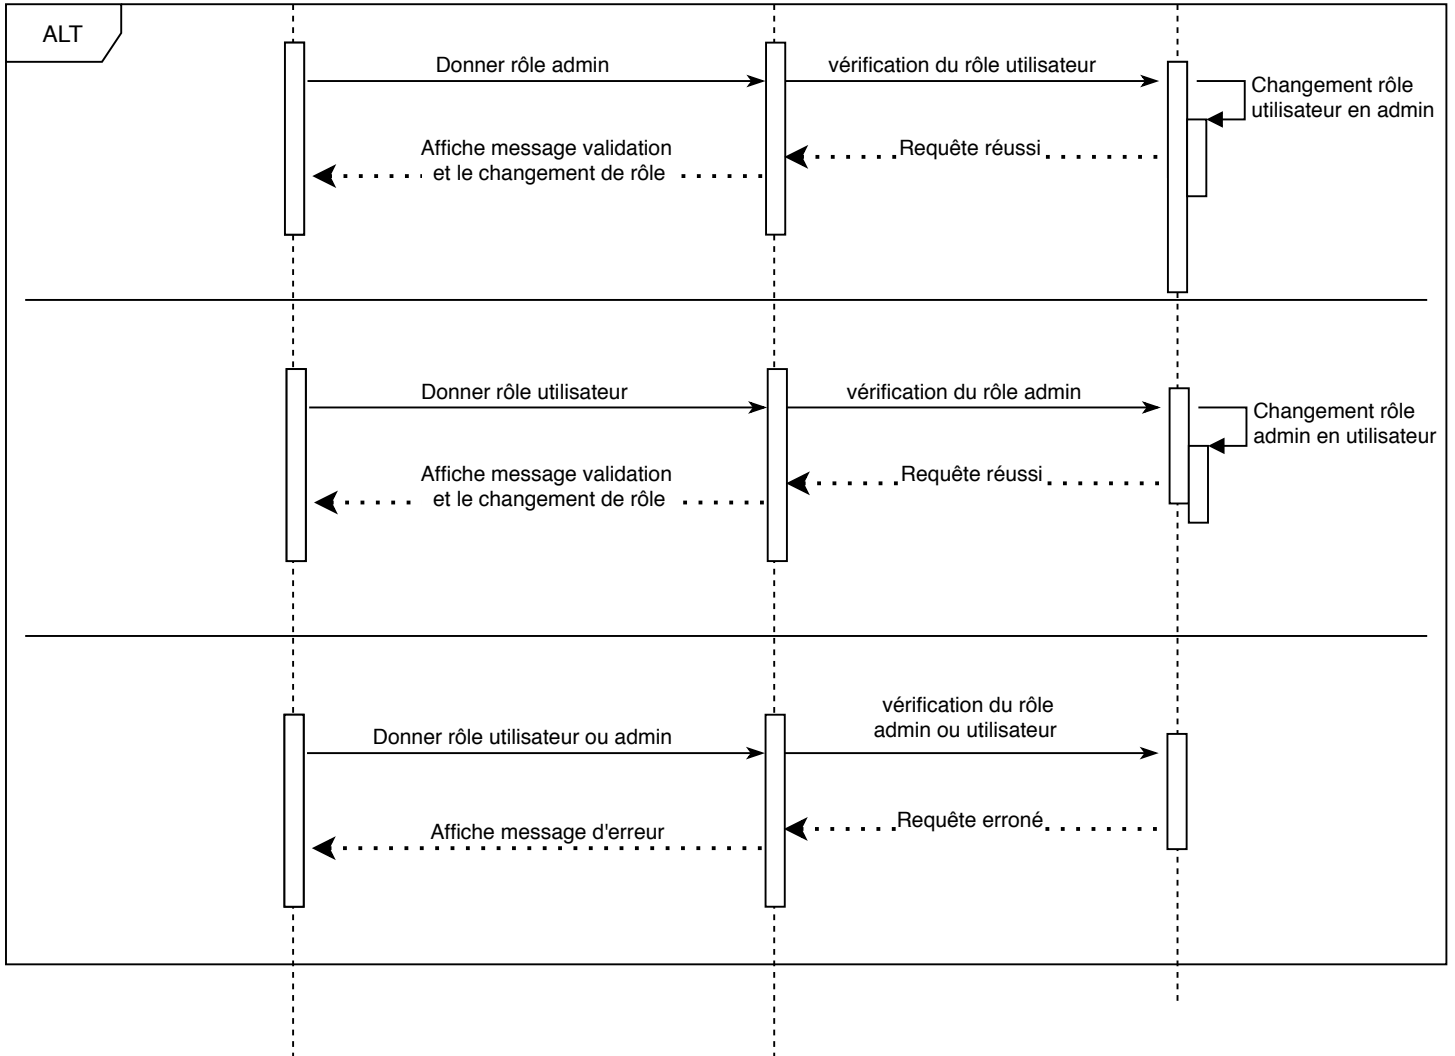 ALT
Donner rôle admin
vérification du rôle utilisateur
Changement rôle
utilisateur en admin
Affiche message validation
et le changement de rôle
Requête réussi
Donner rôle utilisateur
vérification du rôle admin
Changement rôle
admin en utilisateur
Affiche message validation
et le changement de rôle
Requête réussi
Donner rôle utilisateur ou admin
vérification du rôle
admin ou utilisateur
Affiche message d'erreur
Requête erroné